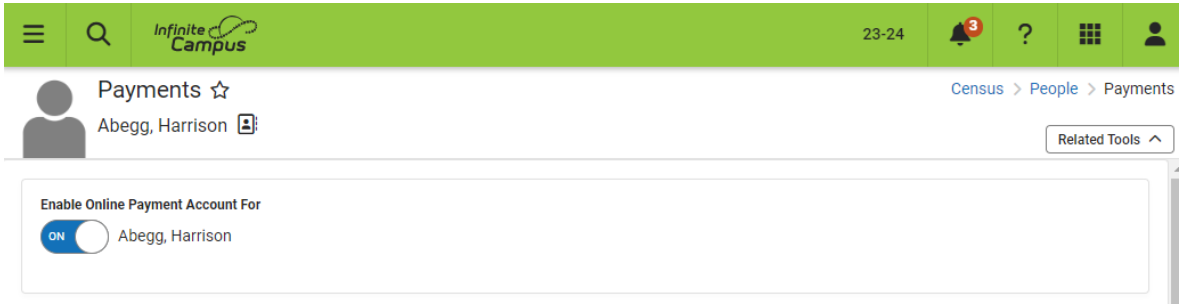 Infinite Campus
23-24
3
?
Payments
Census > People > Payments
Abegg, Harrison
Related Tools
Enable Online Payment Account For
ON
Abegg, Harrison